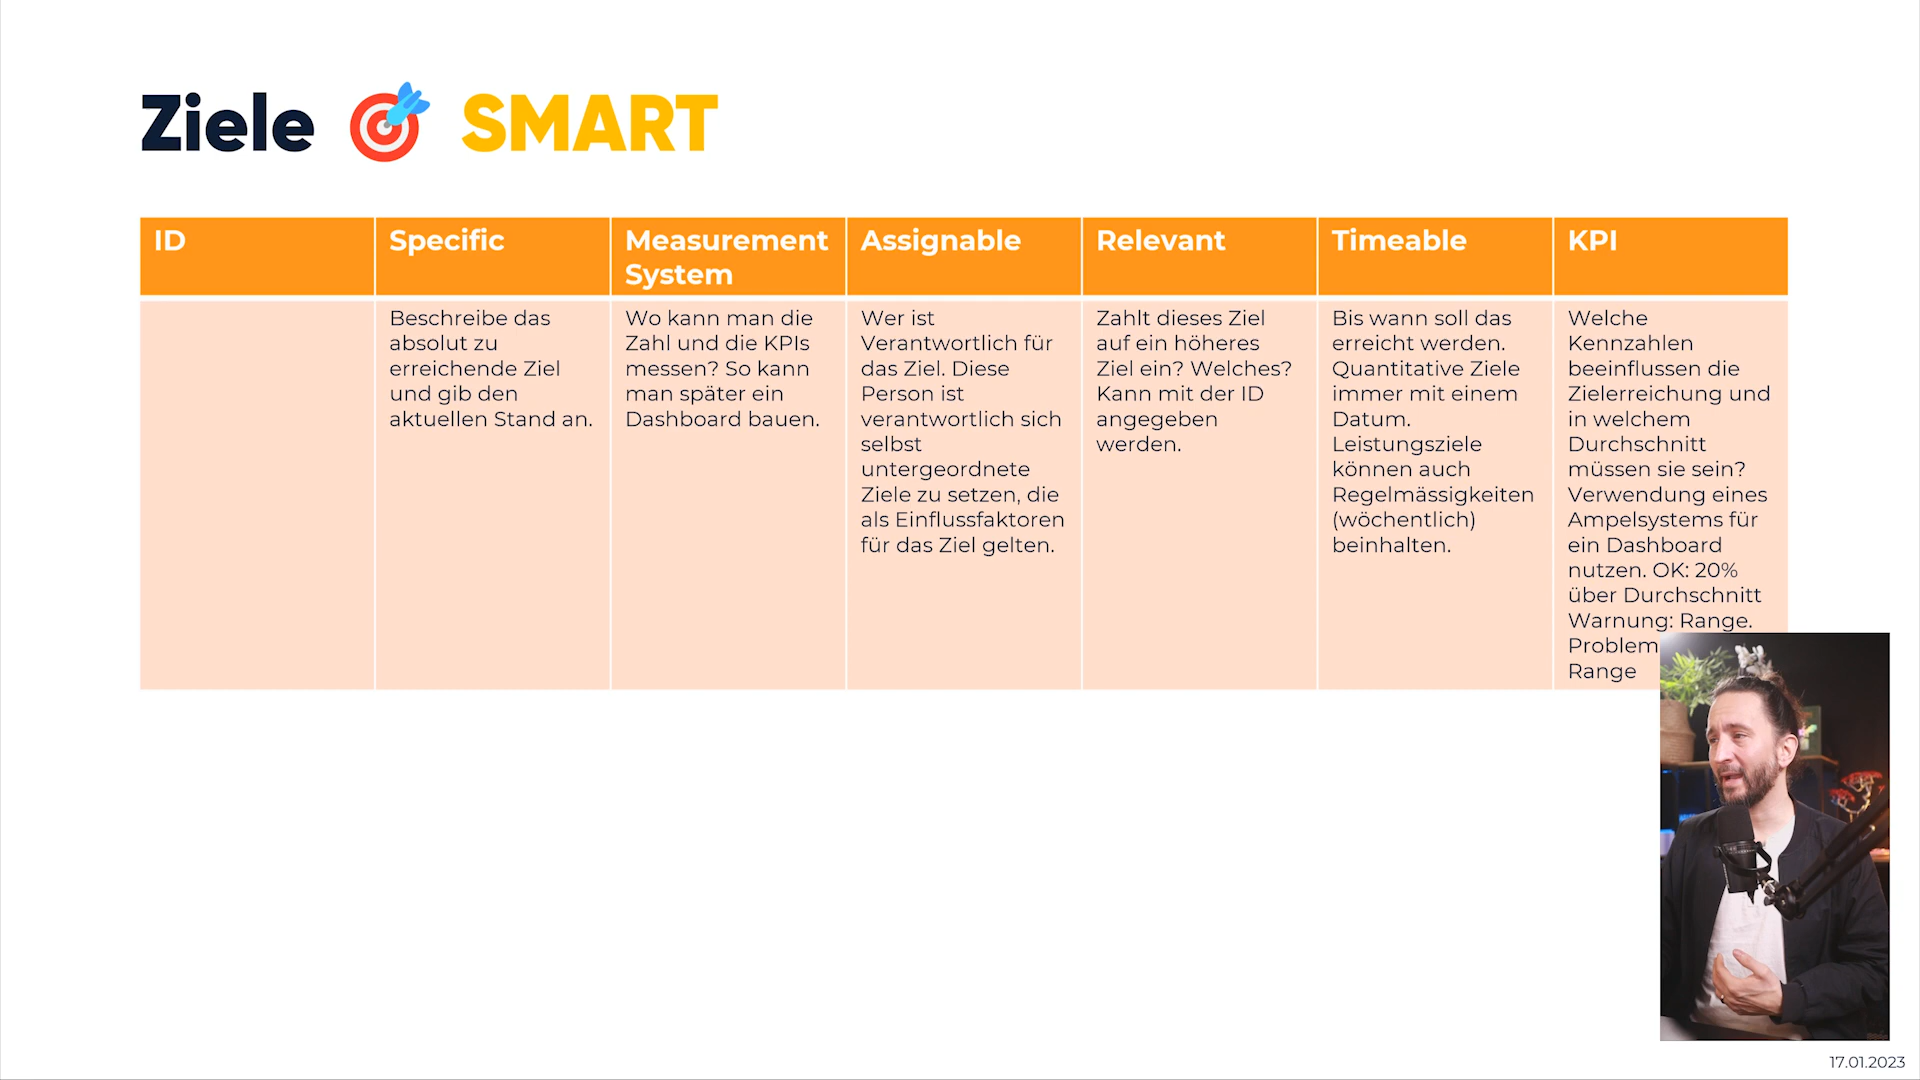 Ziele 🎯 SMART
ID
Specific
Measurement
System
Assignable
Relevant
Timeable
KPI
Beschreibe das
absolut zu
erreichende Ziel
und gib den
aktuellen Stand an.
Wo kann man die
Zahl und die KPIs
messen? So kann
man später ein
Dashboard bauen.
Wer ist
Verantwortlich für
das Ziel. Diese
Person ist
verantwortlich sich
selbst
untergeordnete
Ziele zu setzen, die
als Einflussfaktoren
für das Ziel gelten.
Zahlt dieses Ziel
auf ein höheres
Ziel ein? Welches?
Kann mit der ID
angegeben
werden.
Bis wann soll das
erreicht werden.
Quantitative Ziele
immer mit einem
Datum.
Leistungsziele
können auch
Regelmässigkeiten
(wöchentlich)
beinhalten.
Welche
Kennzahlen
beeinflussen die
Zielerreichung und
in welchem
Durchschnitt
müssen sie sein?
Verwendung eines
Ampelsystems für
ein Dashboard
nutzen. OK: 20%
über Durchschnitt
Warnung: Range.
Problem
Range
17.01.2023